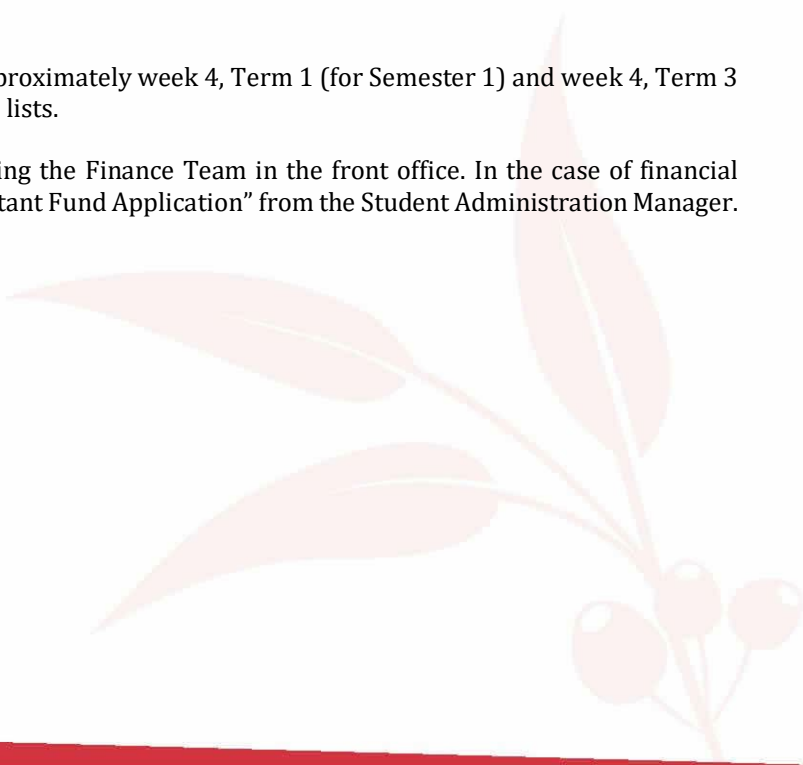 proximately week 4, Term 1 (for Semester 1) and week 4, Term 3
lists.
ing the Finance Team in the front office. In the case of financial
tant Fund Application” from the Student Administration Manager.